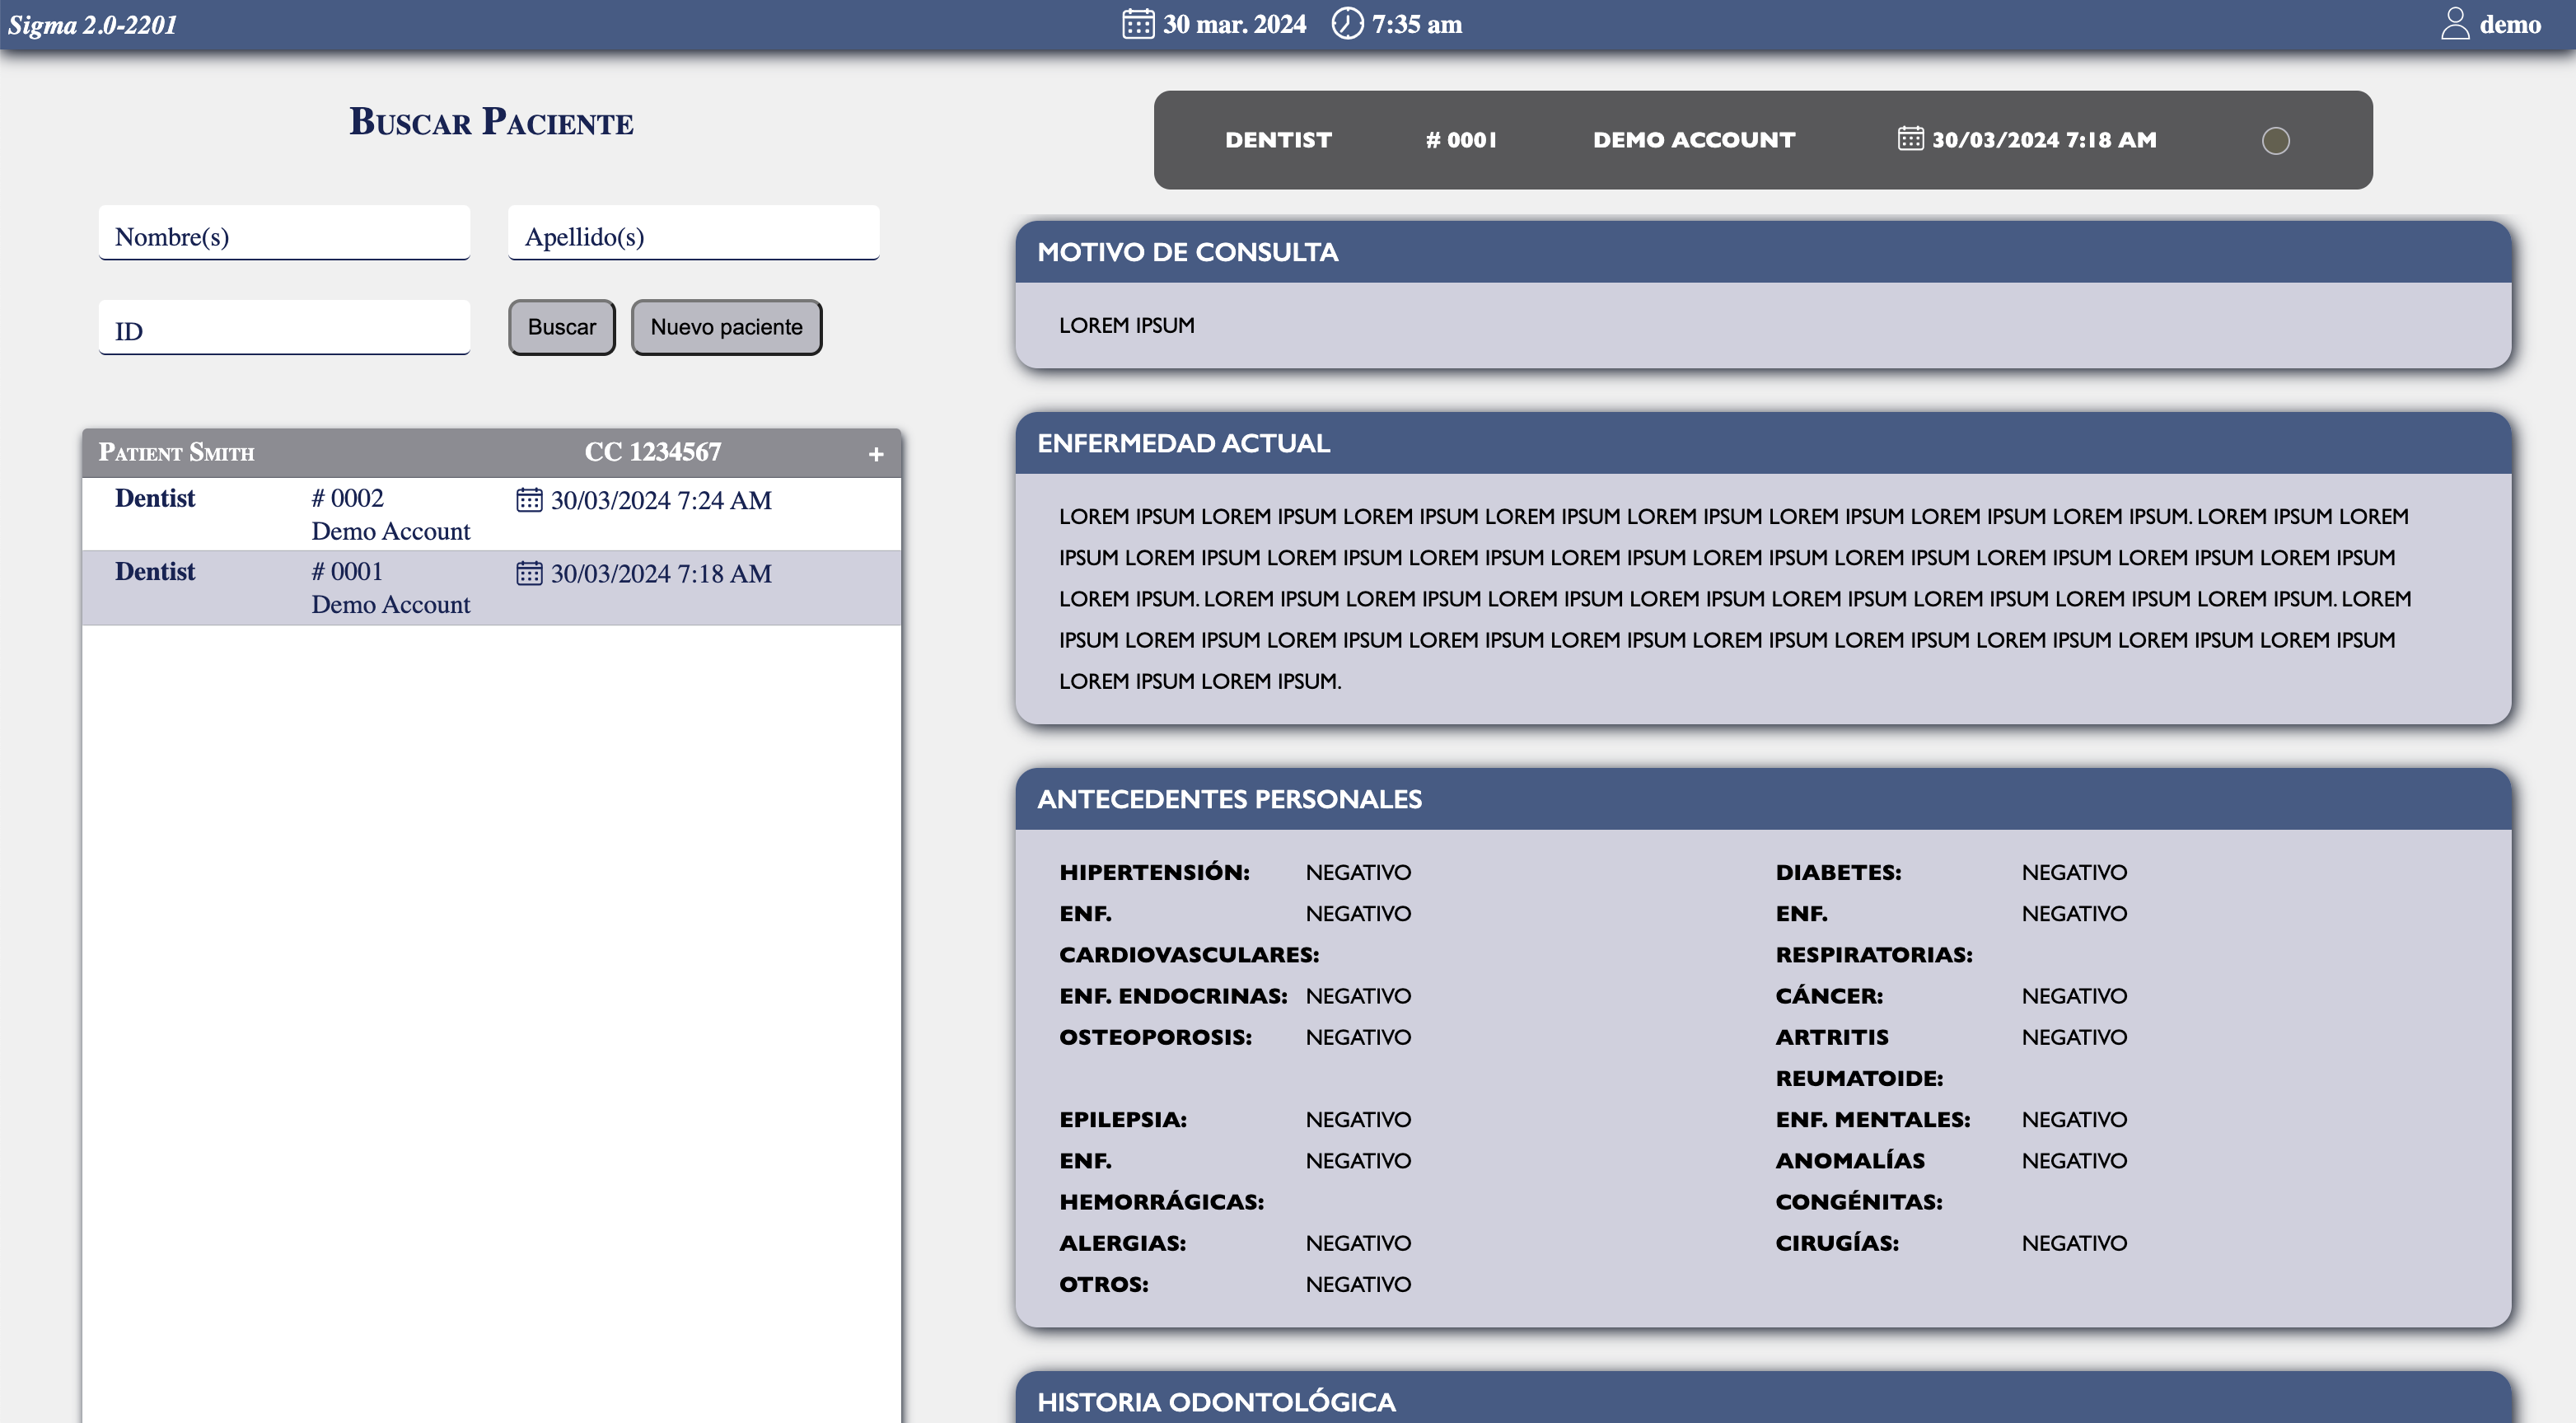 Sigma 2.0-2201
30 mar. 2024 7:35 am
demo
Buscar Paciente
Nombre(s)
Apellido(s)
ID
Buscar
Nuevo paciente
Patient Smith CC 1234567 +
Dentist # 0002 30/03/2024 7:24 AM
Demo Account
Dentist # 0001 30/03/2024 7:18 AM
Demo Account
DENTIST # 0001 DEMO ACCOUNT 30/03/2024 7:18 AM
MOTIVO DE CONSULTA
LOREM IPSUM
ENFERMEDAD ACTUAL
LOREM IPSUM LOREM IPSUM LOREM IPSUM LOREM IPSUM LOREM IPSUM LOREM IPSUM LOREM IPSUM LOREM IPSUM. LOREM IPSUM LOREM
IPSUM LOREM IPSUM LOREM IPSUM LOREM IPSUM LOREM IPSUM LOREM IPSUM LOREM IPSUM LOREM IPSUM LOREM IPSUM LOREM IPSUM
LOREM IPSUM. LOREM IPSUM LOREM IPSUM LOREM IPSUM LOREM IPSUM LOREM IPSUM LOREM IPSUM LOREM IPSUM LOREM IPSUM. LOREM
IPSUM LOREM IPSUM LOREM IPSUM LOREM IPSUM LOREM IPSUM LOREM IPSUM LOREM IPSUM LOREM IPSUM LOREM IPSUM LOREM IPSUM
LOREM IPSUM LOREM IPSUM.
ANTECEDENTES PERSONALES
HIPERTENSIÓN: NEGATIVO DIABETES: NEGATIVO
ENF. NEGATIVO ENF. NEGATIVO
CARDIOVASCULARES: RESPIRATORIAS:
ENF. ENDOCRINAS: NEGATIVO CÁNCER: NEGATIVO
OSTEOPOROSIS: NEGATIVO ARTRITIS NEGATIVO
REUMATOIDE:
EPILEPSIA: NEGATIVO ENF. MENTALES: NEGATIVO
ENF. NEGATIVO ANOMALÍAS NEGATIVO
HEMORRÁGICAS: CONGÉNITAS:
ALERGIAS: NEGATIVO CIRUGÍAS: NEGATIVO
OTROS: NEGATIVO
HISTORIA ODONTOLÓGICA